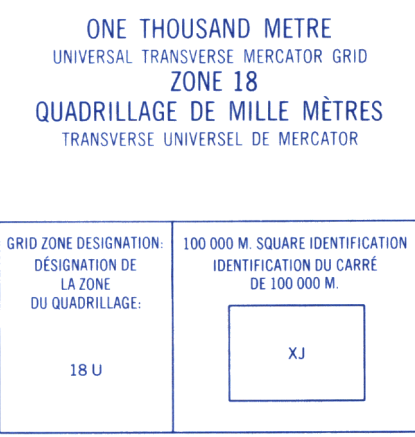 ONE THOUSAND METRE
UNIVERSAL TRANSVERSE MERCATOR GRID
ZONE 18
QUADRILLAGE DE MILLE MÈTRES
TRANSVERSE UNIVERSEL DE MERCATOR
GRID ZONE DESIGNATION:
DÉSIGNATION DE
LA ZONE
DU QUADRILLAGE:
18 U
100 000 M. SQUARE IDENTIFICATION
IDENTIFICATION DU CARRÉ
DE 100 000 M.
XJ